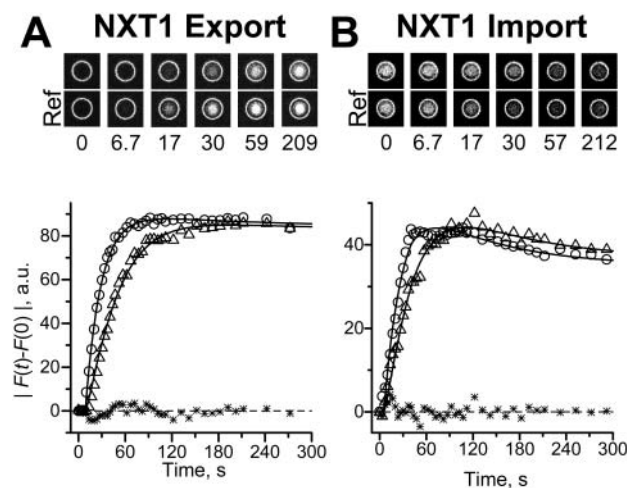 A NXT1 Export
Ref
0 6.7 17 30 59 209
| F(t)-F(0) |, a.u.
80
60
40
20
0
0 60 120 180 240 300
Time, s
B NXT1 Import
Ref
0 6.7 17 30 57 212
40
20
0
0 60 120 180 240 300
Time, s